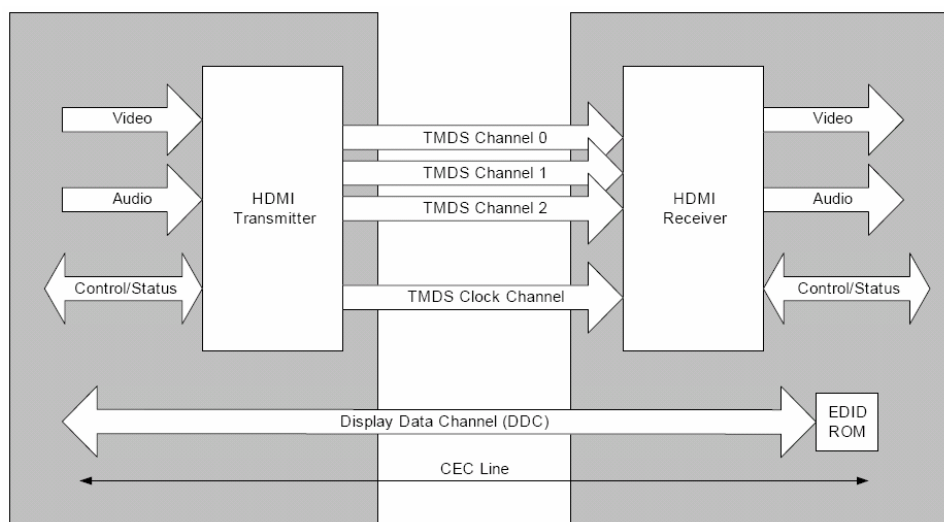 Video
Audio
Control/Status
HDMI
Transmitter
TMDS Channel 0
TMDS Channel 1
TMDS Channel 2
TMDS Clock Channel
HDMI
Receiver
Video
Audio
Control/Status
Display Data Channel (DDC)
EDID
ROM
CEC Line